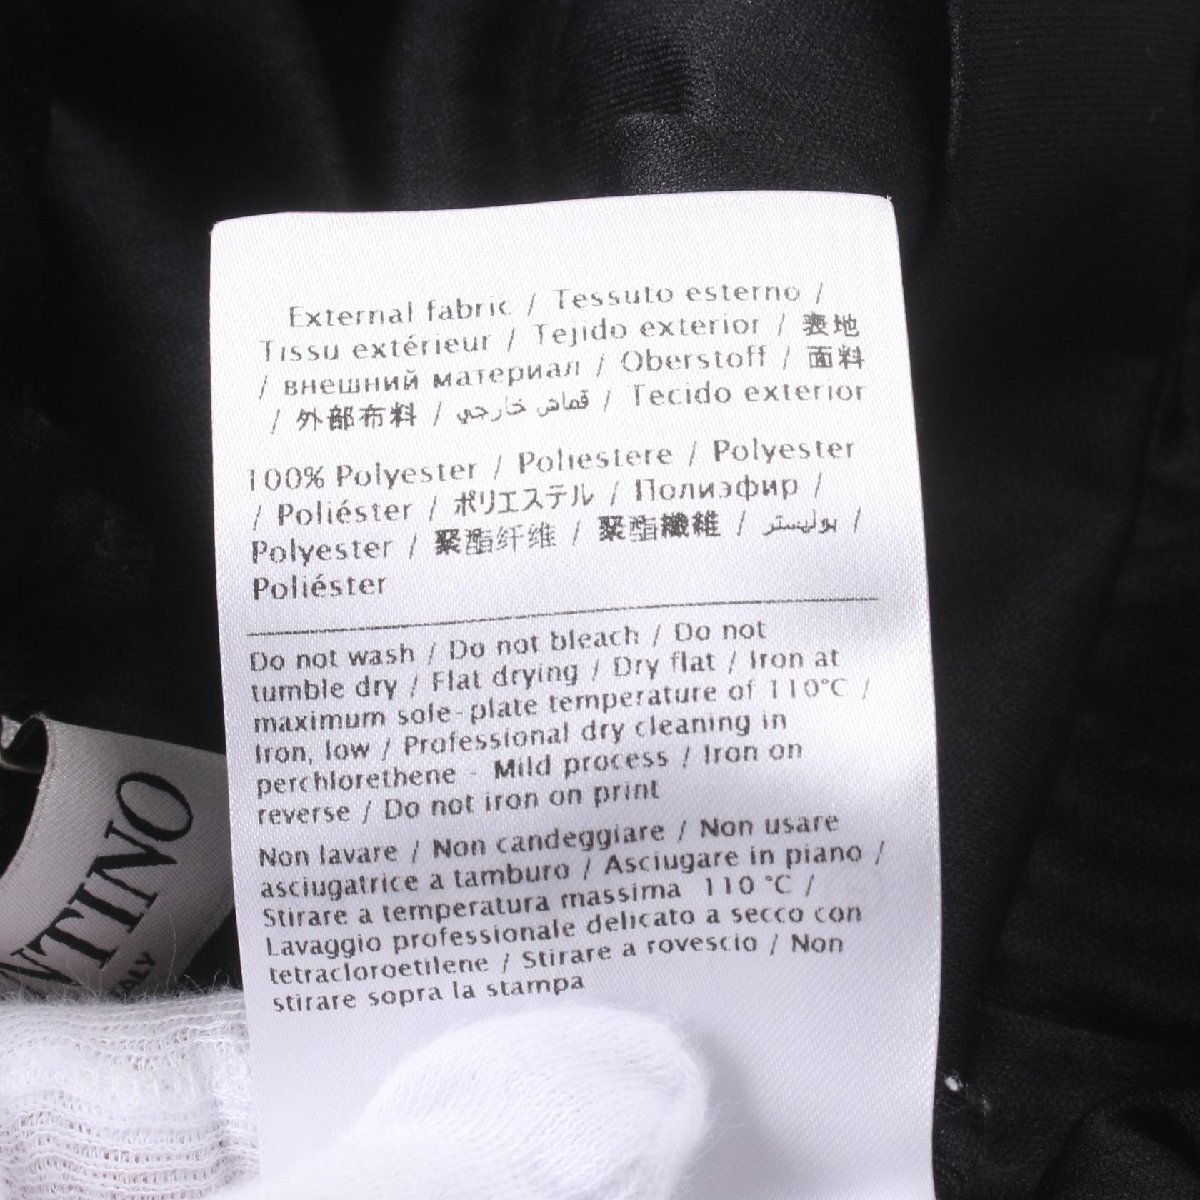 External fabric / Tessuto esterno /
Tissu extérieur / Tejido exterior / 表地
/ внешний материал / Oberstoff / 面料
/ 外部布料 / قماش خارجي / Tecido exterior
100% Polyester / Poliestere / Polyester
/ Poliéster / ポリエステル / Полиэфир /
Polyester / 聚酯纤维 / 聚酯纖維 / بوليستر /
Poliéster
Do not wash / Do not bleach / Do not
tumble dry / Flat drying / Dry flat / Iron at
maximum sole-plate temperature of 110°C /
Iron, low / Professional dry cleaning in
perchlorethene - Mild process / Iron on
reverse / Do not iron on print
Non lavare / Non candeggiare / Non usare
asciugatrice a tamburo / Asciugare in piano /
Stirare a temperatura massima 110 °C /
Lavaggio professionale delicato a secco con
tetracloroetilene / Stirare a rovescio / Non
stirare sopra la stampa
NTINO
ITALY